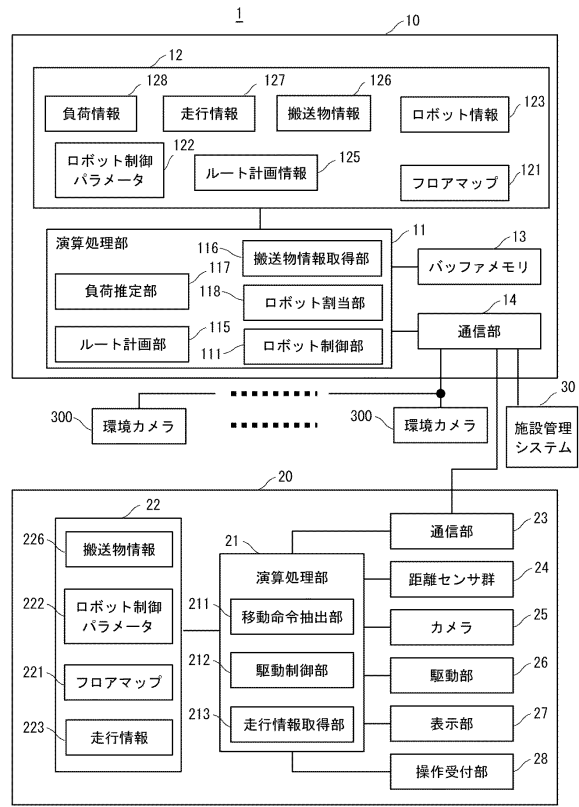 1
10
12
128
127
126
123
負荷情報
走行情報
搬送物情報
ロボット情報
122
125
121
ロボット制御
パラメータ
ルート計画情報
フロアマップ
11
演算処理部
116
搬送物情報取得部
13
バッファメモリ
117
負荷推定部
118
ロボット割当部
14
通信部
115
ルート計画部
111
ロボット制御部
300
環境カメラ
300
環境カメラ
30
施設管理
システム
20
22
226
搬送物情報
222
ロボット制御
パラメータ
221
フロアマップ
223
走行情報
21
演算処理部
211
移動命令抽出部
212
駆動制御部
213
走行情報取得部
通信部
23
距離センサ群
24
カメラ
25
駆動部
26
表示部
27
操作受付部
28